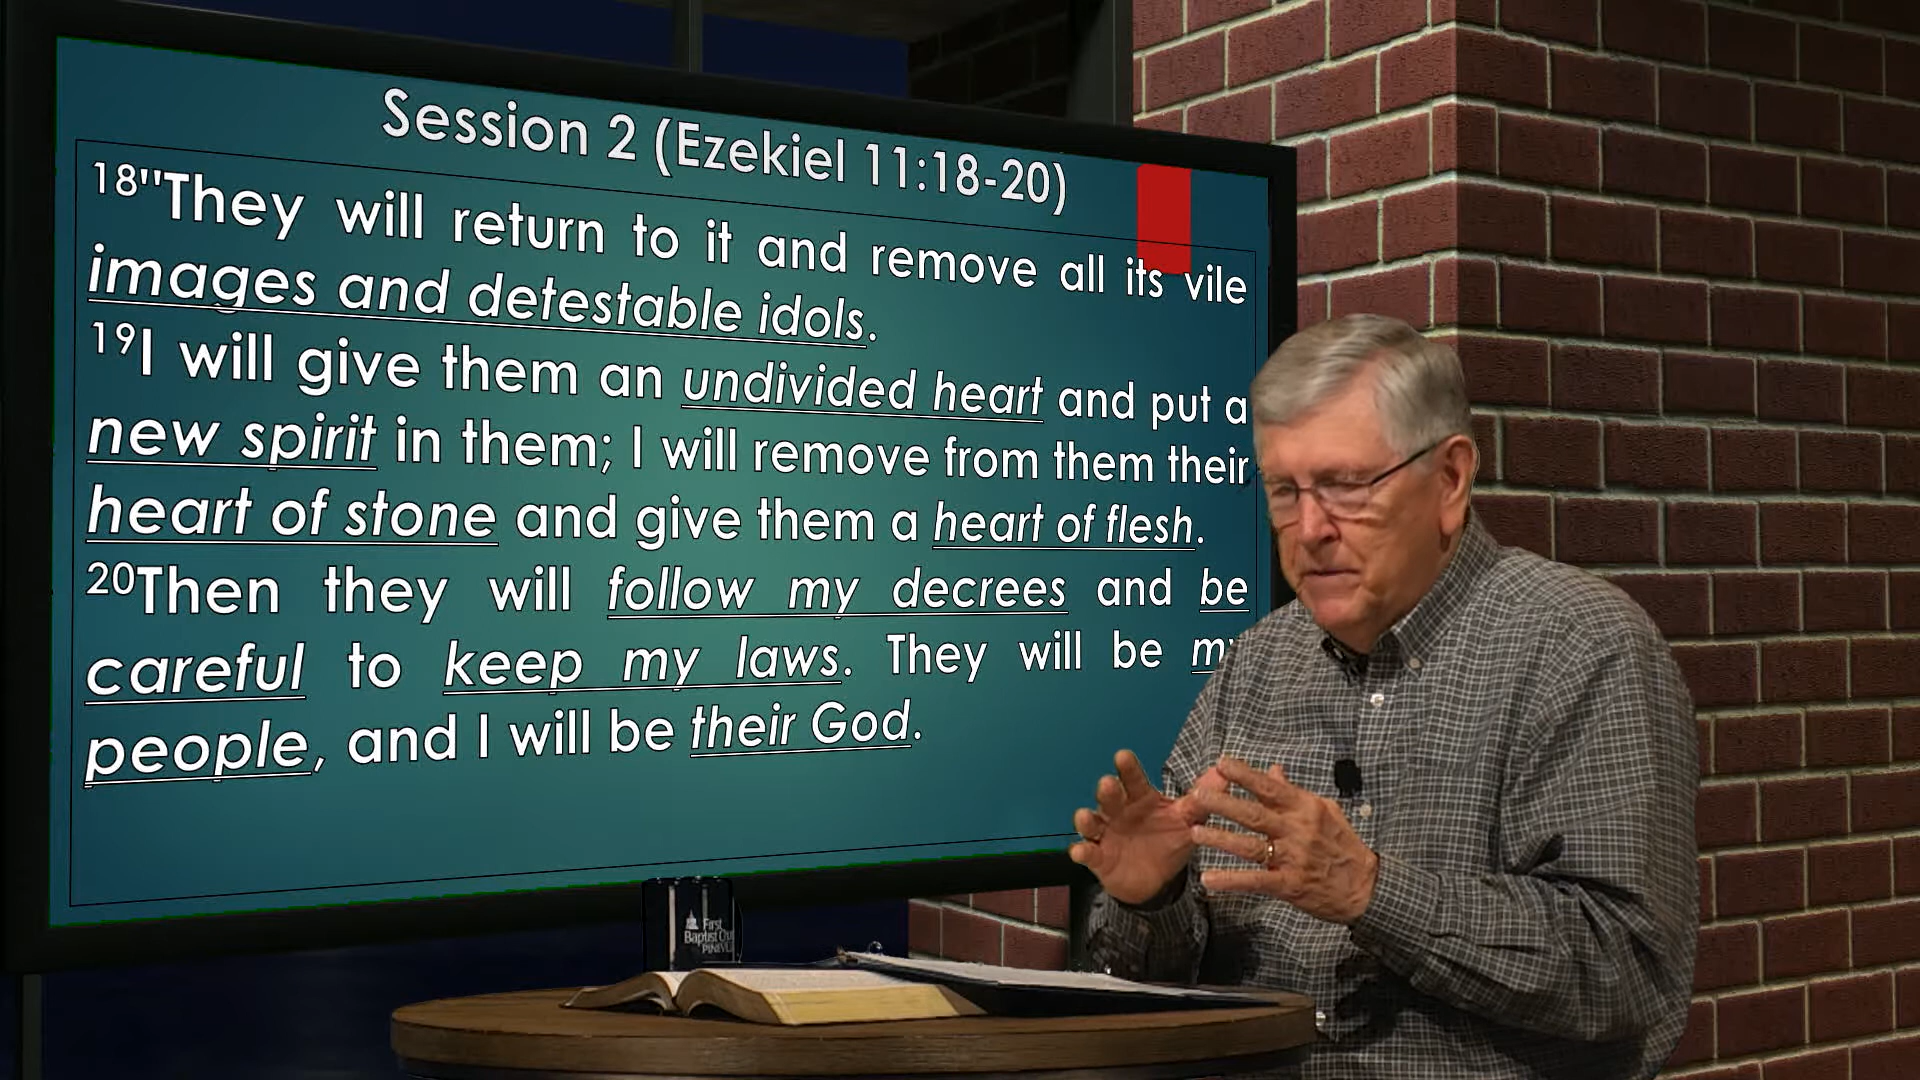 Session 2 (Ezekiel 11:18-20)
18"They will return to it and remove all its vile
images and detestable idols.
19I will give them an undivided heart and put a
new spirit in them; I will remove from them their
heart of stone and give them a heart of flesh.
20Then they will follow my decrees and be
careful to keep my laws. They will be my
people, and I will be their God.
First
Baptist